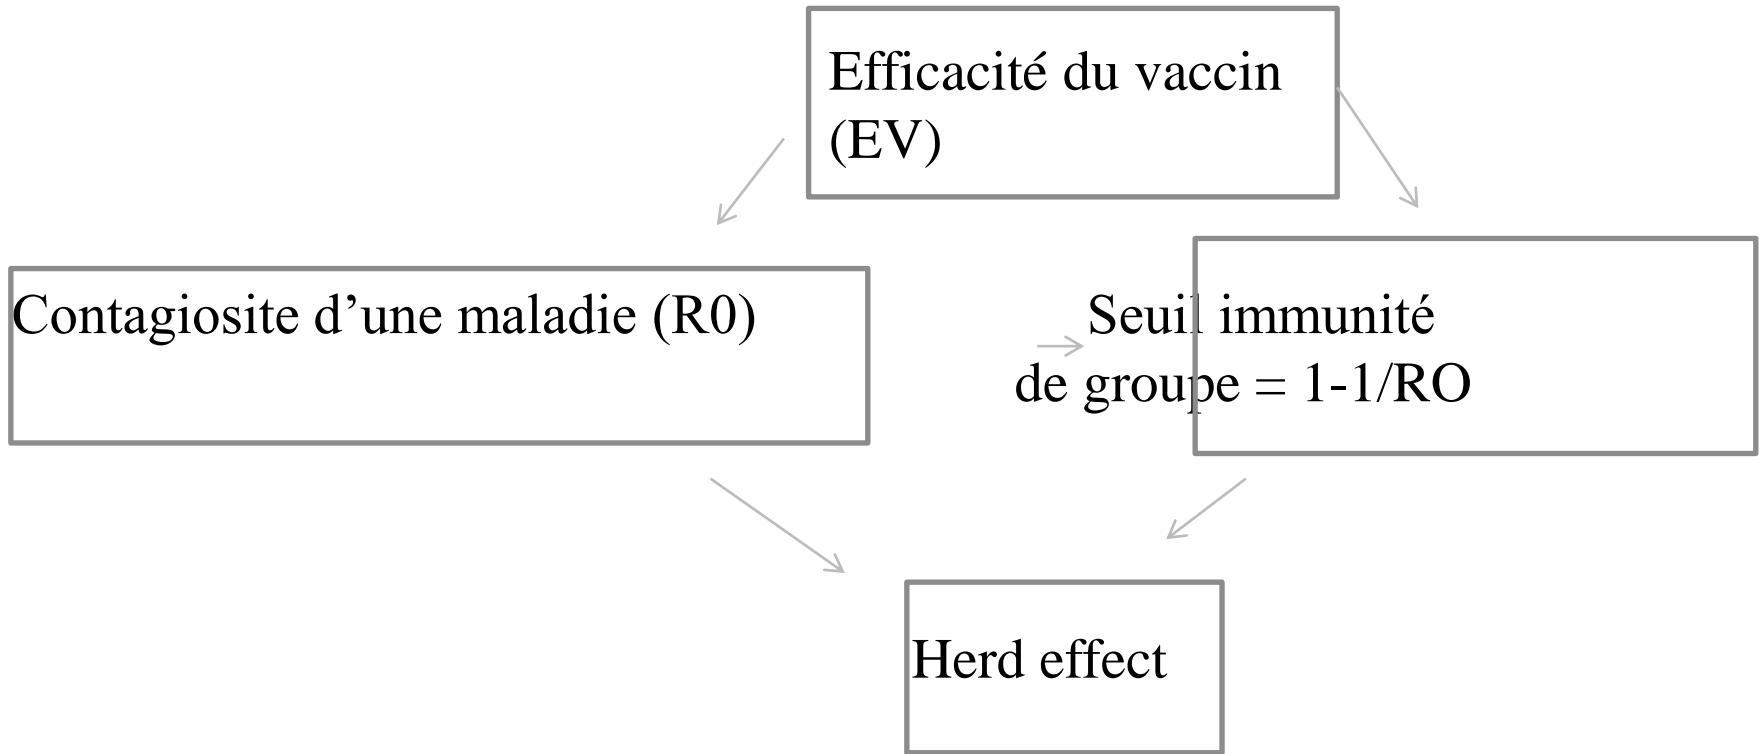 Efficacité du vaccin
(EV)
Contagiosite d’une maladie (R0)
Seuil immunité
de groupe = 1-1/RO
Herd effect